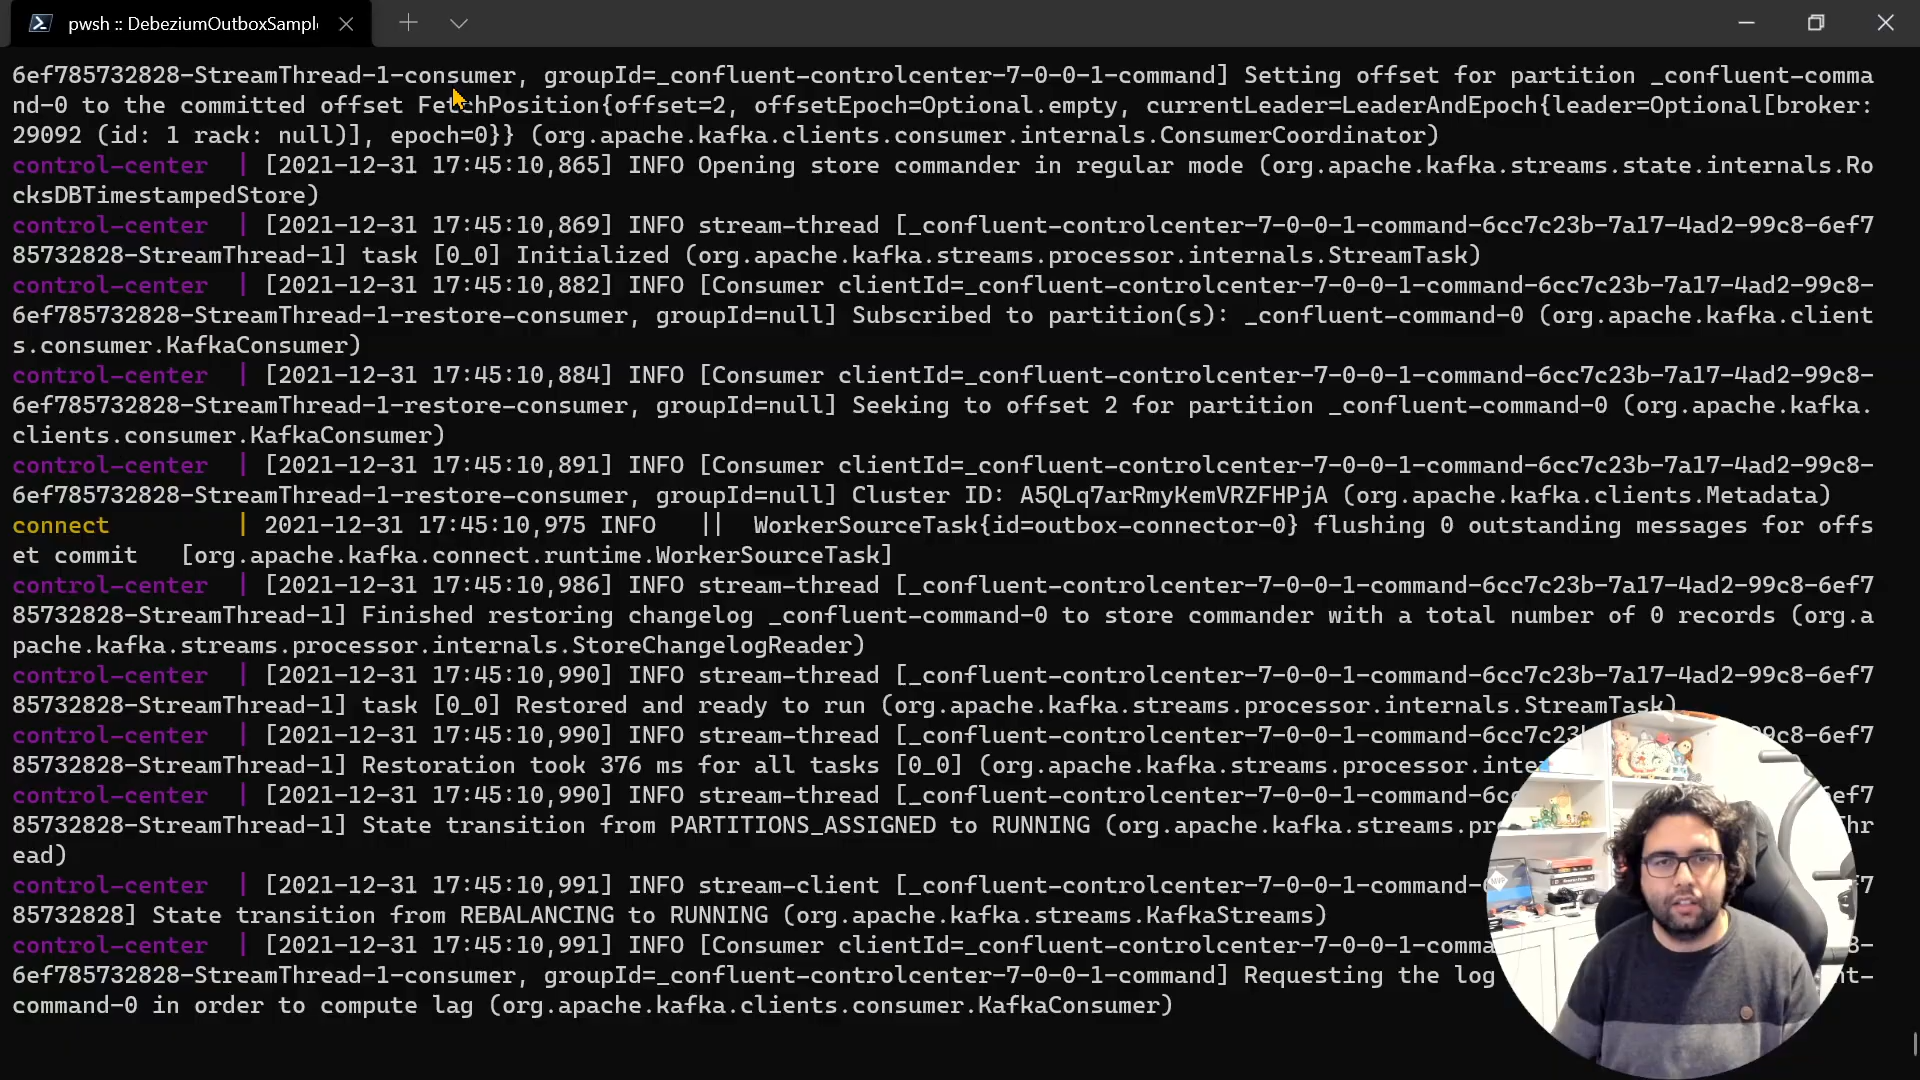 pwsh :: DebeziumOutboxSampl
6ef785732828-StreamThread-1-consumer, groupId=_confluent-controlcenter-7-0-0-1-command] Setting offset for partition _confluent-comma
nd-0 to the committed offset FetchPosition{offset=2, offsetEpoch=Optional.empty, currentLeader=LeaderAndEpoch{leader=Optional[broker:
29092 (id: 1 rack: null)], epoch=0}} (org.apache.kafka.clients.consumer.internals.ConsumerCoordinator)
control-center | [2021-12-31 17:45:10,865] INFO Opening store commander in regular mode (org.apache.kafka.streams.state.internals.Ro
cksDBTimestampedStore)
control-center | [2021-12-31 17:45:10,869] INFO stream-thread [_confluent-controlcenter-7-0-0-1-command-6cc7c23b-7a17-4ad2-99c8-6ef7
85732828-StreamThread-1] task [0_0] Initialized (org.apache.kafka.streams.processor.internals.StreamTask)
control-center | [2021-12-31 17:45:10,882] INFO [Consumer clientId=_confluent-controlcenter-7-0-0-1-command-6cc7c23b-7a17-4ad2-99c8-
6ef785732828-StreamThread-1-restore-consumer, groupId=null] Subscribed to partition(s): _confluent-command-0 (org.apache.kafka.client
s.consumer.KafkaConsumer)
control-center | [2021-12-31 17:45:10,884] INFO [Consumer clientId=_confluent-controlcenter-7-0-0-1-command-6cc7c23b-7a17-4ad2-99c8-
6ef785732828-StreamThread-1-restore-consumer, groupId=null] Seeking to offset 2 for partition _confluent-command-0 (org.apache.kafka.
clients.consumer.KafkaConsumer)
control-center | [2021-12-31 17:45:10,891] INFO [Consumer clientId=_confluent-controlcenter-7-0-0-1-command-6cc7c23b-7a17-4ad2-99c8-
6ef785732828-StreamThread-1-restore-consumer, groupId=null] Cluster ID: A5QLq7arRmyKemVRZFHPjA (org.apache.kafka.clients.Metadata)
connect | 2021-12-31 17:45:10,975 INFO || WorkerSourceTask{id=outbox-connector-0} flushing 0 outstanding messages for offs
et commit [org.apache.kafka.connect.runtime.WorkerSourceTask]
control-center | [2021-12-31 17:45:10,986] INFO stream-thread [_confluent-controlcenter-7-0-0-1-command-6cc7c23b-7a17-4ad2-99c8-6ef7
85732828-StreamThread-1] Finished restoring changelog _confluent-command-0 to store commander with a total number of 0 records (org.a
pache.kafka.streams.processor.internals.StoreChangelogReader)
control-center | [2021-12-31 17:45:10,990] INFO stream-thread [_confluent-controlcenter-7-0-0-1-command-6cc7c23b-7a17-4ad2-99c8-6ef7
85732828-StreamThread-1] task [0_0] Restored and ready to run (org.apache.kafka.streams.processor.internals.StreamTask)
control-center | [2021-12-31 17:45:10,990] INFO stream-thread [_confluent-controlcenter-7-0-0-1-command-6cc7c23 9c8-6ef7
85732828-StreamThread-1] Restoration took 376 ms for all tasks [0_0] (org.apache.kafka.streams.processor.inte
control-center | [2021-12-31 17:45:10,990] INFO stream-thread [_confluent-controlcenter-7-0-0-1-command-6c 6ef7
85732828-StreamThread-1] State transition from PARTITIONS_ASSIGNED to RUNNING (org.apache.kafka.streams.pr hr
ead)
control-center | [2021-12-31 17:45:10,991] INFO stream-client [_confluent-controlcenter-7-0-0-1-command- f7
85732828] State transition from REBALANCING to RUNNING (org.apache.kafka.streams.KafkaStreams)
control-center | [2021-12-31 17:45:10,991] INFO [Consumer clientId=_confluent-controlcenter-7-0-0-1-comma 8-
6ef785732828-StreamThread-1-consumer, groupId=_confluent-controlcenter-7-0-0-1-command] Requesting the log nt-
command-0 in order to compute lag (org.apache.kafka.clients.consumer.KafkaConsumer)